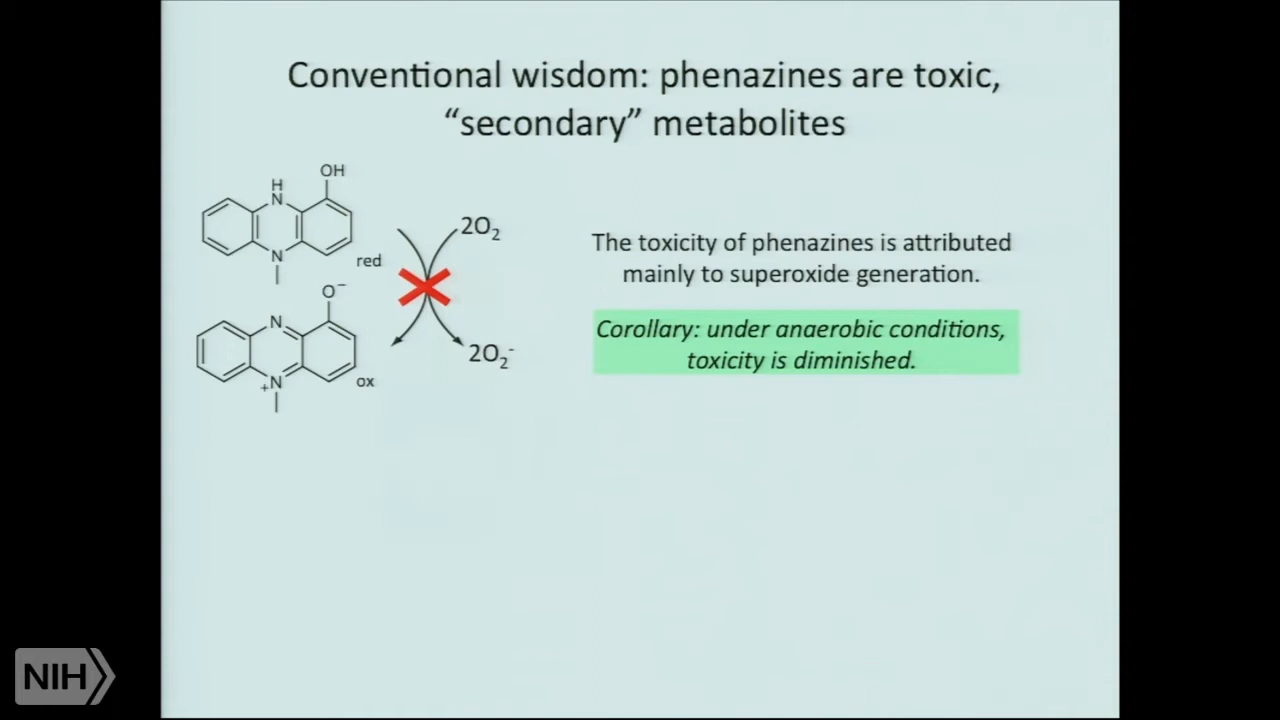 Conventional wisdom: phenazines are toxic,
“secondary” metabolites
OH
H
N
N
red
2O2
The toxicity of phenazines is attributed
mainly to superoxide generation.
O−
N
+N
ox
2O2-
Corollary: under anaerobic conditions,
toxicity is diminished.
NIH